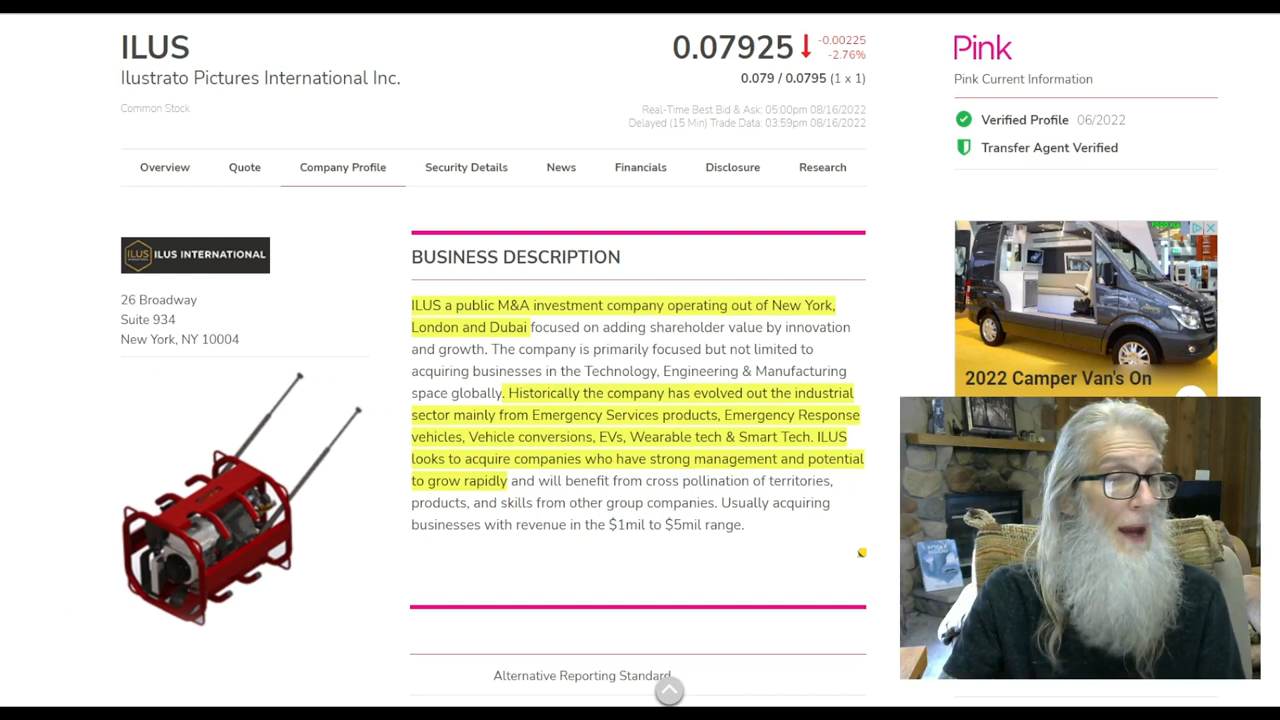 ILUS
0.07925
-0.00225
-2.76%
Pink
Ilustrato Pictures International Inc.
0.079 / 0.0795 (1 x 1)
Pink Current Information
Common Stock
Real-Time Best Bid & Ask: 05:00pm 08/16/2022
Delayed (15 Min) Trade Data: 03:59pm 08/16/2022
Verified Profile 06/2022
Transfer Agent Verified
Overview Quote Company Profile Security Details News Financials Disclosure Research
ILUS ILUS INTERNATIONAL
26 Broadway
Suite 934
New York, NY 10004
BUSINESS DESCRIPTION
ILUS a public M&A investment company operating out of New York,
London and Dubai focused on adding shareholder value by innovation
and growth. The company is primarily focused but not limited to
acquiring businesses in the Technology, Engineering & Manufacturing
space globally. Historically the company has evolved out the industrial
sector mainly from Emergency Services products, Emergency Response
vehicles, Vehicle conversions, EVs, Wearable tech & Smart Tech. ILUS
looks to acquire companies who have strong management and potential
to grow rapidly and will benefit from cross pollination of territories,
products, and skills from other group companies. Usually acquiring
businesses with revenue in the $1mil to $5mil range.
2022 Camper Van's On
Alternative Reporting Standard